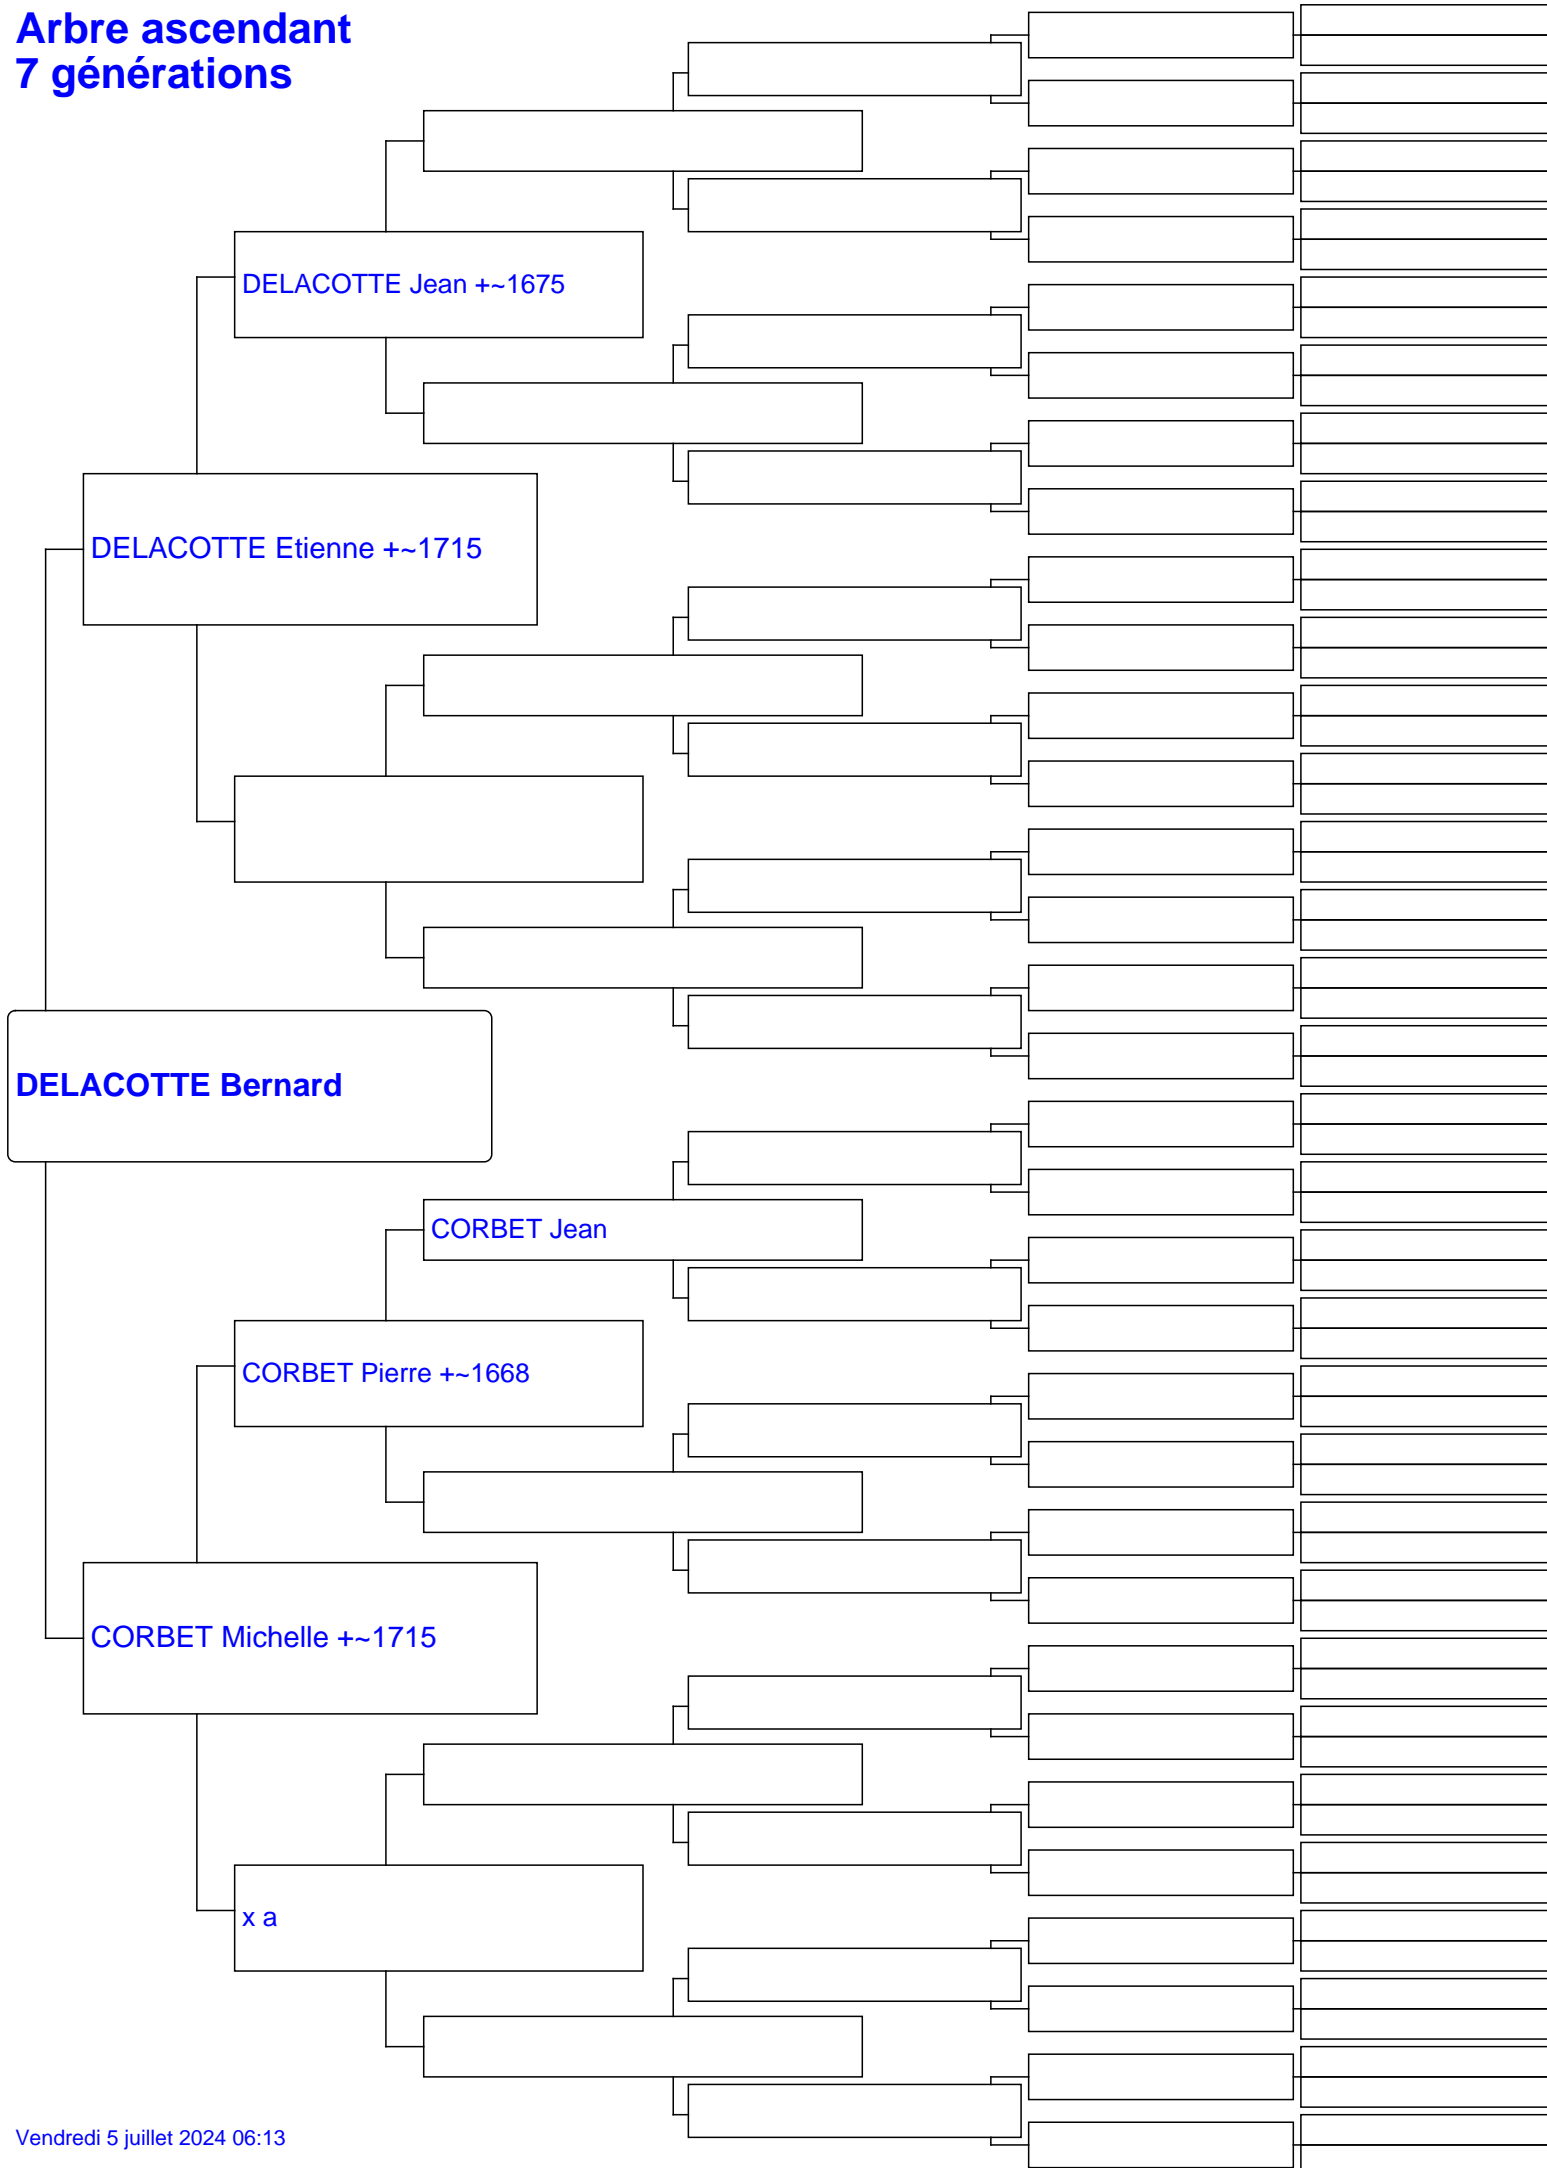 Arbre ascendant
7 générations
DELACOTTE Jean +~1675
DELACOTTE Etienne +~1715
DELACOTTE Bernard
CORBET Jean
CORBET Pierre +~1668
CORBET Michelle +~1715
x a
Vendredi 5 juillet 2024 06:13